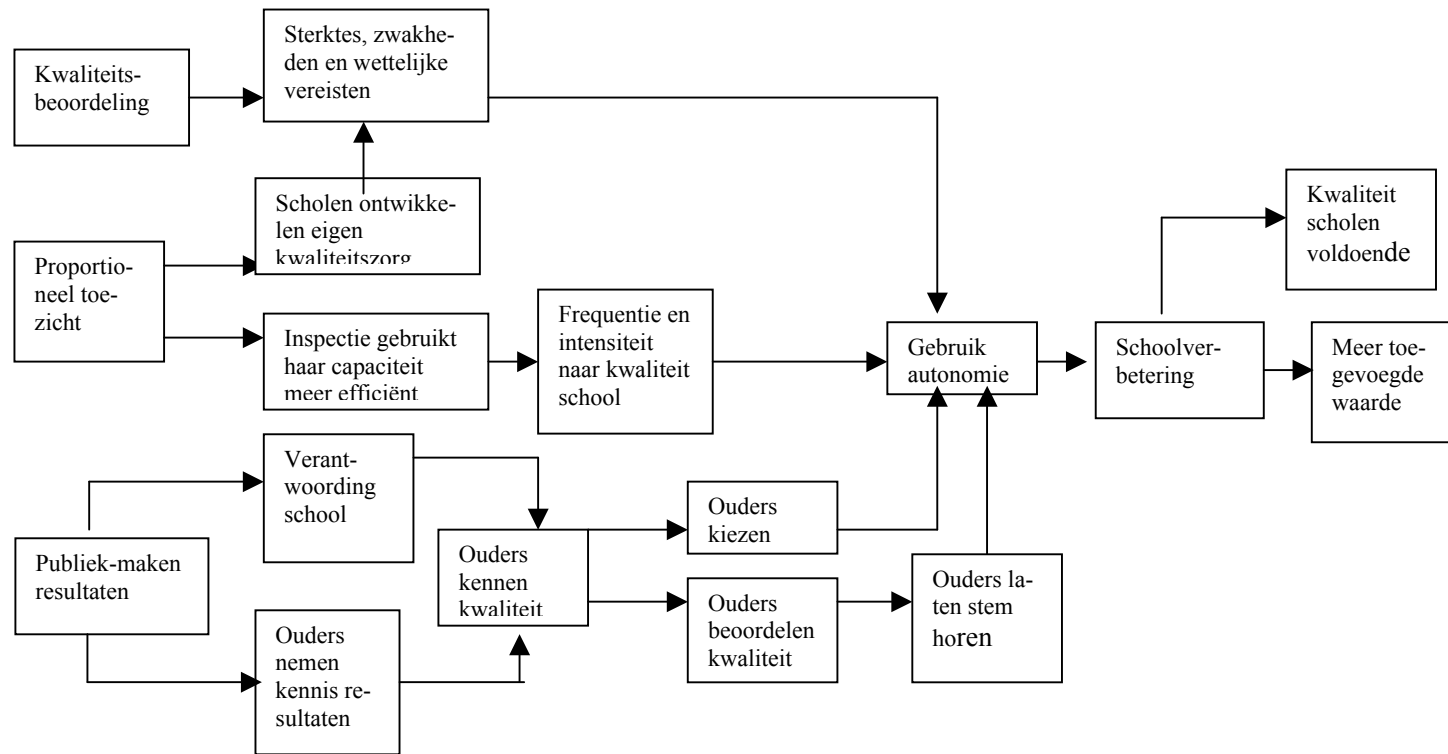 Kwaliteits-
beoordeling
Sterktes, zwakhe-
den en wettelijke
vereisten
Scholen ontwikke-
len eigen
kwaliteitszorg
Proportio-
neel toe-
zicht
Inspectie gebruikt
haar capaciteit
meer efficiënt
Frequentie en
intensiteit
naar kwaliteit
school
Gebruik
autonomie
Schoolver-
betering
Kwaliteit
scholen
voldoende
Meer toe-
gevoegde
waarde
Verant-
woording
school
Publiek-maken
resultaten
Ouders
nemen
kennis re-
sultaten
Ouders
kennen
kwaliteit
Ouders
kiezen
Ouders
beoordelen
kwaliteit
Ouders la-
ten stem
horen